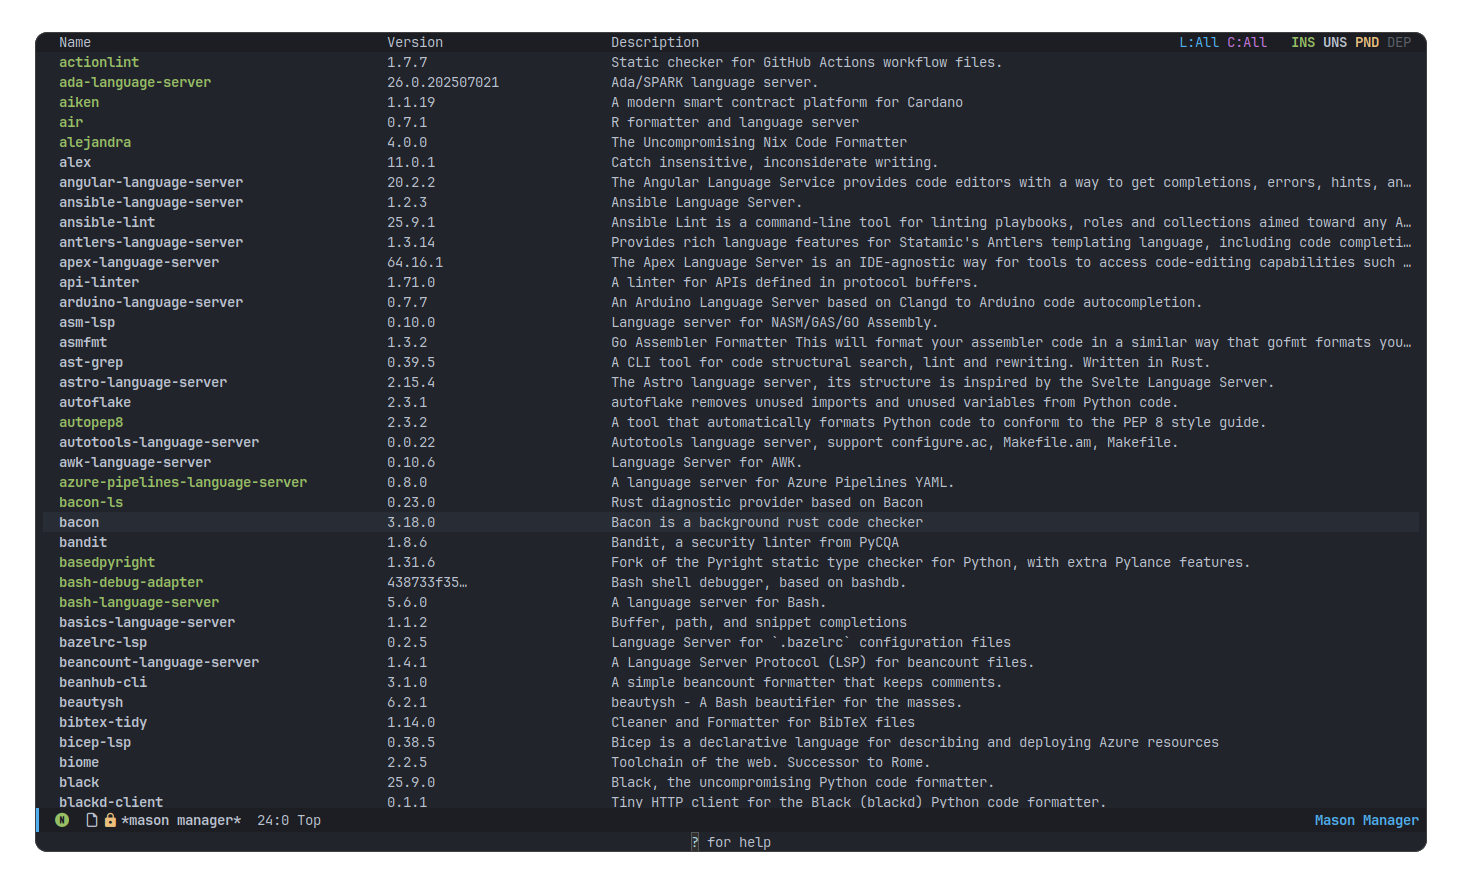 Name Version Description L:All C:All INS UNS PND DEP
actionlint 1.7.7 Static checker for GitHub Actions workflow files.
ada-language-server 26.0.202507021 Ada/SPARK language server.
aiken 1.1.19 A modern smart contract platform for Cardano
air 0.7.1 R formatter and language server
alejandra 4.0.0 The Uncompromising Nix Code Formatter
alex 11.0.1 Catch insensitive, inconsiderate writing.
angular-language-server 20.2.2 The Angular Language Service provides code editors with a way to get completions, errors, hints, an…
ansible-language-server 1.2.3 Ansible Language Server.
ansible-lint 25.9.1 Ansible Lint is a command-line tool for linting playbooks, roles and collections aimed toward any A…
antlers-language-server 1.3.14 Provides rich language features for Statamic's Antlers templating language, including code completi…
apex-language-server 64.16.1 The Apex Language Server is an IDE-agnostic way for tools to access code-editing capabilities such …
api-linter 1.71.0 A linter for APIs defined in protocol buffers.
arduino-language-server 0.7.7 An Arduino Language Server based on Clangd to Arduino code autocompletion.
asm-lsp 0.10.0 Language server for NASM/GAS/GO Assembly.
asmfmt 1.3.2 Go Assembler Formatter This will format your assembler code in a similar way that gofmt formats you…
ast-grep 0.39.5 A CLI tool for code structural search, lint and rewriting. Written in Rust.
astro-language-server 2.15.4 The Astro language server, its structure is inspired by the Svelte Language Server.
autoflake 2.3.1 autoflake removes unused imports and unused variables from Python code.
autopep8 2.3.2 A tool that automatically formats Python code to conform to the PEP 8 style guide.
autotools-language-server 0.0.22 Autotools language server, support configure.ac, Makefile.am, Makefile.
awk-language-server 0.10.6 Language Server for AWK.
azure-pipelines-language-server 0.8.0 A language server for Azure Pipelines YAML.
bacon-ls 0.23.0 Rust diagnostic provider based on Bacon
bacon 3.18.0 Bacon is a background rust code checker
bandit 1.8.6 Bandit, a security linter from PyCQA
basedpyright 1.31.6 Fork of the Pyright static type checker for Python, with extra Pylance features.
bash-debug-adapter 438733f35… Bash shell debugger, based on bashdb.
bash-language-server 5.6.0 A language server for Bash.
basics-language-server 1.1.2 Buffer, path, and snippet completions
bazelrc-lsp 0.2.5 Language Server for `.bazelrc` configuration files
beancount-language-server 1.4.1 A Language Server Protocol (LSP) for beancount files.
beanhub-cli 3.1.0 A simple beancount formatter that keeps comments.
beautysh 6.2.1 beautysh - A Bash beautifier for the masses.
bibtex-tidy 1.14.0 Cleaner and Formatter for BibTeX files
bicep-lsp 0.38.5 Bicep is a declarative language for describing and deploying Azure resources
biome 2.2.5 Toolchain of the web. Successor to Rome.
black 25.9.0 Black, the uncompromising Python code formatter.
blackd-client 0.1.1 Tiny HTTP client for the Black (blackd) Python code formatter.
N *mason manager* 24:0 Top Mason Manager
? for help